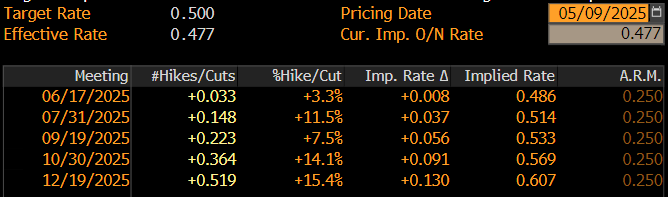 Target Rate 0.500 Pricing Date 05/09/2025
Effective Rate 0.477 Cur. Imp. O/N Rate 0.477
Meeting #Hikes/Cuts %Hike/Cut Imp. Rate Δ Implied Rate A.R.M.
06/17/2025 +0.033 +3.3% +0.008 0.486 0.250
07/31/2025 +0.148 +11.5% +0.037 0.514 0.250
09/19/2025 +0.223 +7.5% +0.056 0.533 0.250
10/30/2025 +0.364 +14.1% +0.091 0.569 0.250
12/19/2025 +0.519 +15.4% +0.130 0.607 0.250